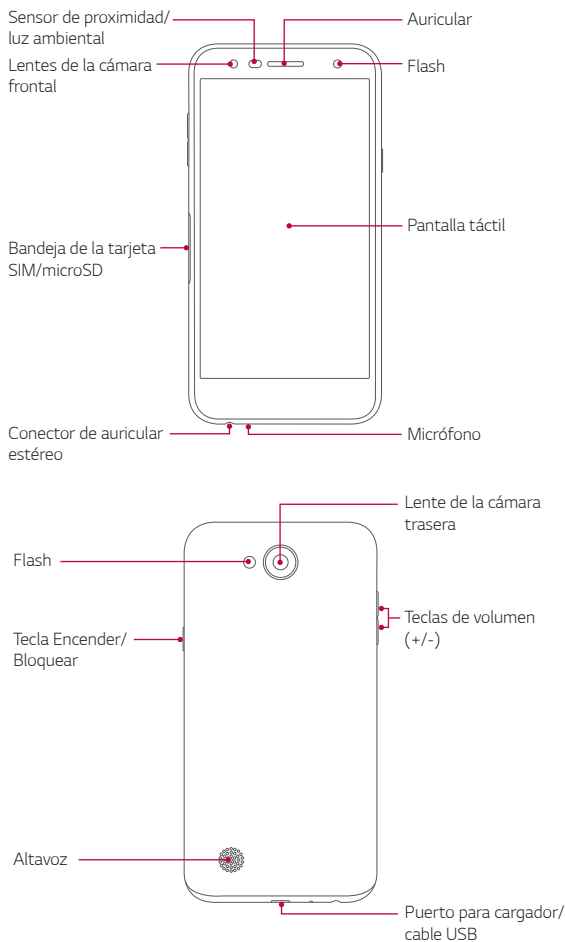 Sensor de proximidad/
luz ambiental
Lentes de la cámara
frontal
Bandeja de la tarjeta
SIM/microSD
Conector de auricular
estéreo
Auricular
Flash
Pantalla táctil
Micrófono
Flash
Tecla Encender/
Bloquear
Altavoz
Lente de la cámara
trasera
Teclas de volumen
(+/-)
Puerto para cargador/
cable USB